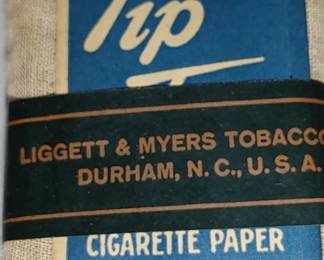 Tip
LIGGETT & MYERS TOBACCO
DURHAM, N. C., U. S. A.
CIGARETTE PAPER